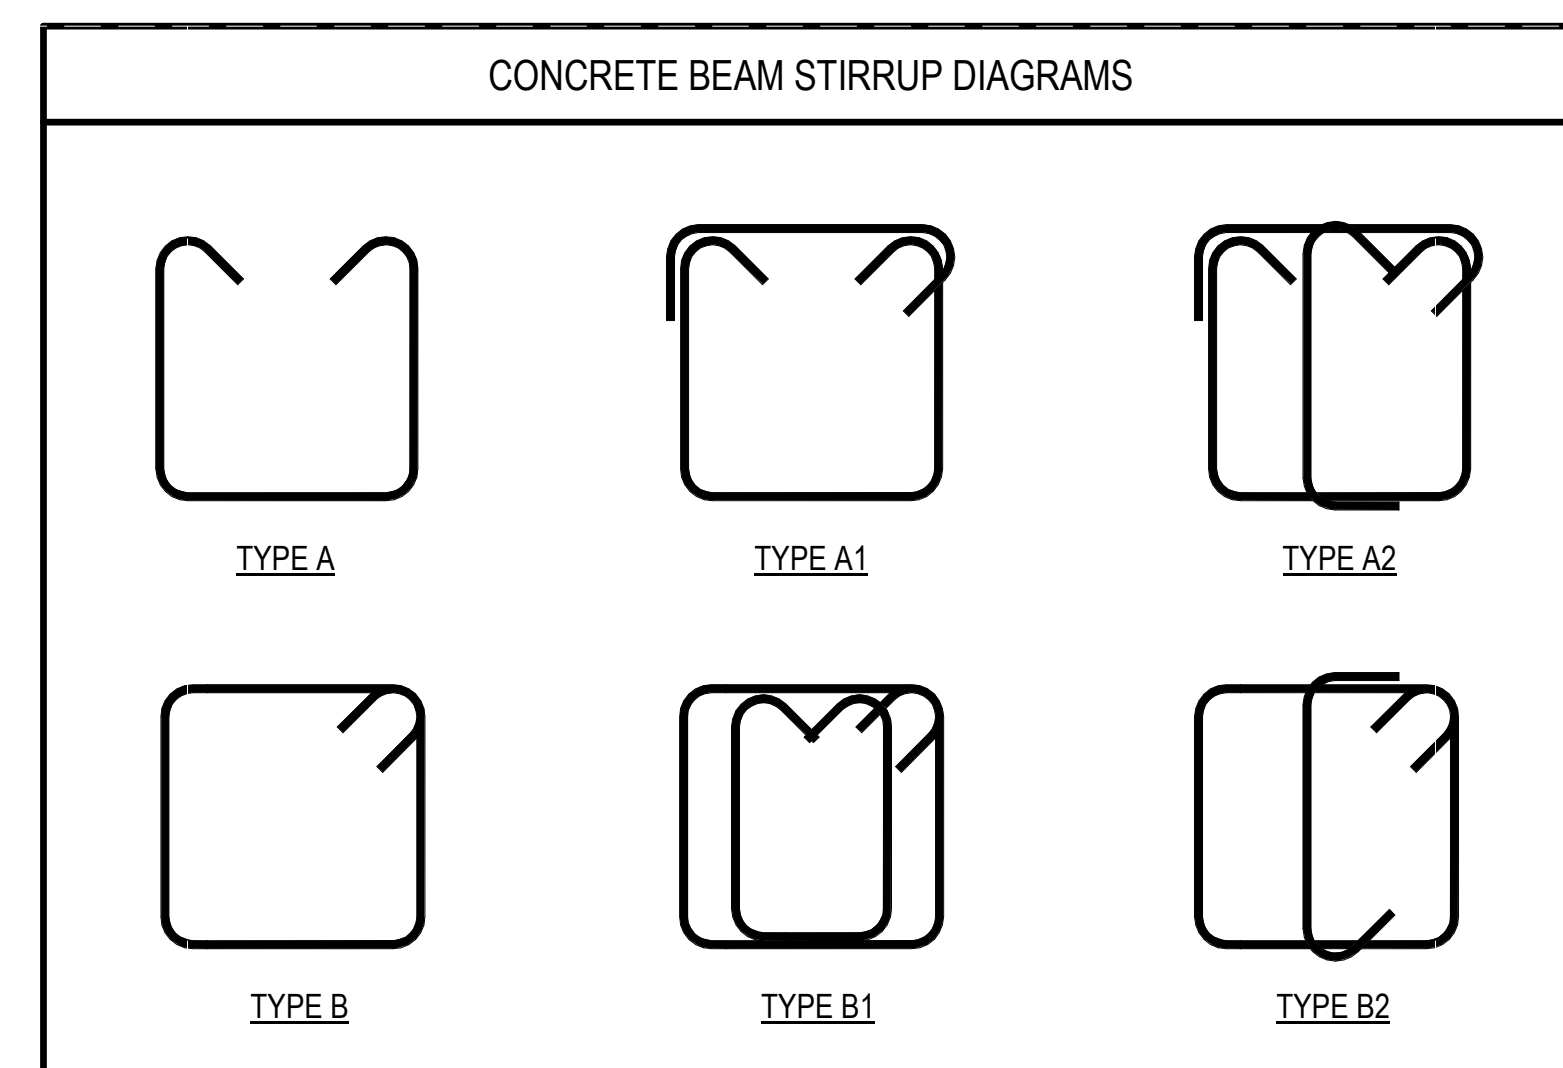 CONCRETE BEAM STIRRUP DIAGRAMS
TYPE A
TYPE A1
TYPE A2
TYPE B
TYPE B1
TYPE B2